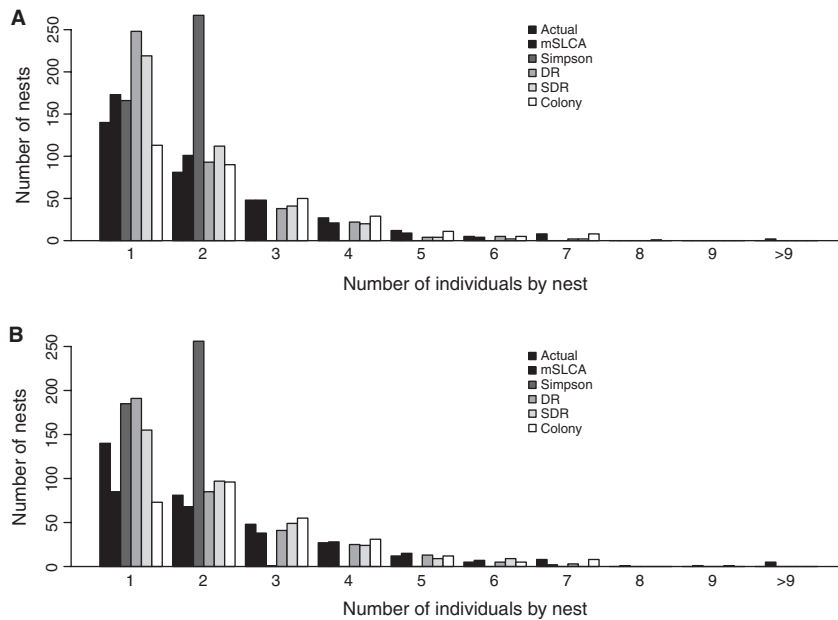 A
250
200
150
100
50
0
Number of nests
Actual
mSLCA
Simpson
DR
SDR
Colony
1 2 3 4 5 6 7 8 9 >9
Number of individuals by nest
B
250
200
150
100
50
0
Number of nests
Actual
mSLCA
Simpson
DR
SDR
Colony
1 2 3 4 5 6 7 8 9 >9
Number of individuals by nest